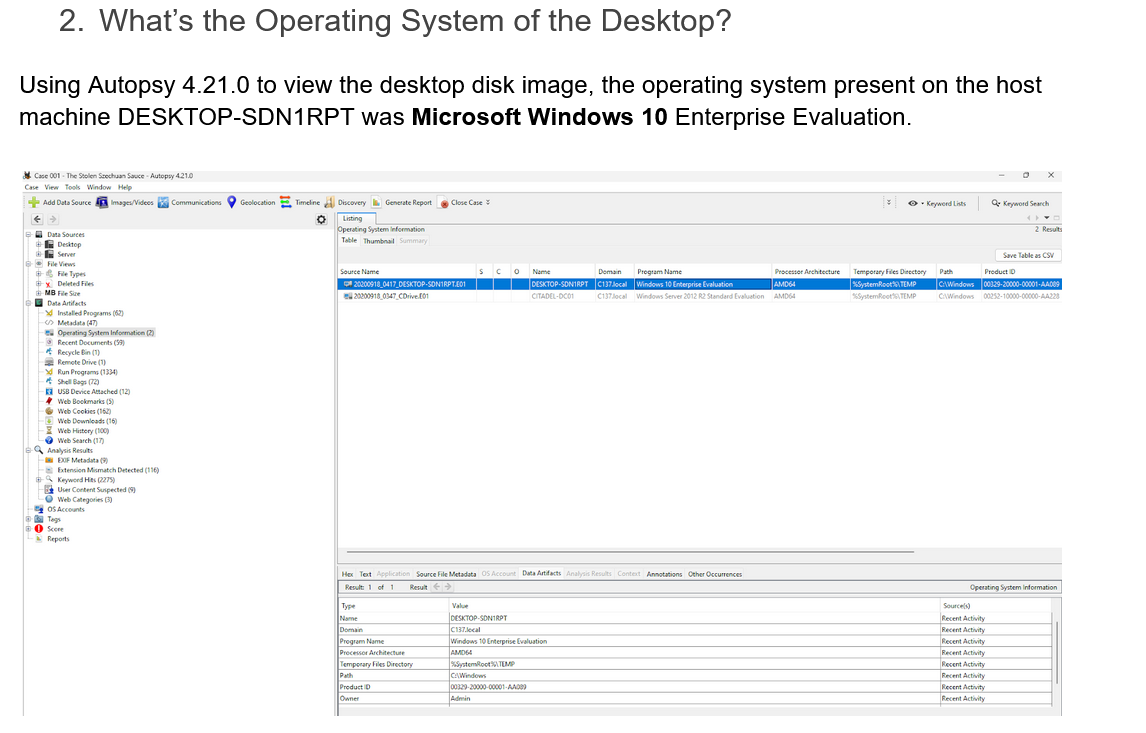 2. What's the Operating System of the Desktop?
Using Autopsy 4.21.0 to view the desktop disk image, the operating system present on the host
machine DESKTOP-SDN1RPT was Microsoft Windows 10 Enterprise Evaluation.
Case 001 - The Stolen Szechuan Sauce - Autopsy 4.21.0
Case View Tools Window Help
Add Data Source Images/Videos Communications Geolocation Timeline Discovery Generate Report Close Case Keyword Lists Keyword Search
Listing
Operating System Information
2 Results
Table Thumbnail Summary
Save Table as CSV
Source Name S C O Name Domain Program Name Processor Architecture Temporary Files Directory Path Product ID
20200918_0417_DESKTOP-SDN1RPT.E01 DESKTOP-SDN1RPT C137.local Windows 10 Enterprise Evaluation AMD64 %SystemRoot%\TEMP C:\Windows 00329-20000-00001-AA089
20200918_0347_CDrive.E01 CITADEL-DC01 C137.local Windows Server 2012 R2 Standard Evaluation AMD64 %SystemRoot%\TEMP C:\Windows 00252-10000-00000-AA228
Data Sources
Desktop
Server
File Views
File Types
Deleted Files
MB File Size
Data Artifacts
Installed Programs (62)
Metadata (47)
Operating System Information (2)
Recent Documents (59)
Recycle Bin (1)
Remote Drive (1)
Run Programs (1334)
Shell Bags (72)
USB Device Attached (12)
Web Bookmarks (5)
Web Cookies (162)
Web Downloads (16)
Web History (100)
Web Search (17)
Analysis Results
EXIF Metadata (9)
Extension Mismatch Detected (116)
Keyword Hits (2275)
User Content Suspected (9)
Web Categories (3)
OS Accounts
Tags
Score
Reports
Hex Text Application Source File Metadata OS Account Data Artifacts Analysis Results Context Annotations Other Occurrences
Result: 1 of 1 Result Operating System Information
Type Value Source(s)
Name DESKTOP-SDN1RPT Recent Activity
Domain C137.local Recent Activity
Program Name Windows 10 Enterprise Evaluation Recent Activity
Processor Architecture AMD64 Recent Activity
Temporary Files Directory %SystemRoot%\TEMP Recent Activity
Path C:\Windows Recent Activity
Product ID 00329-20000-00001-AA089 Recent Activity
Owner Admin Recent Activity